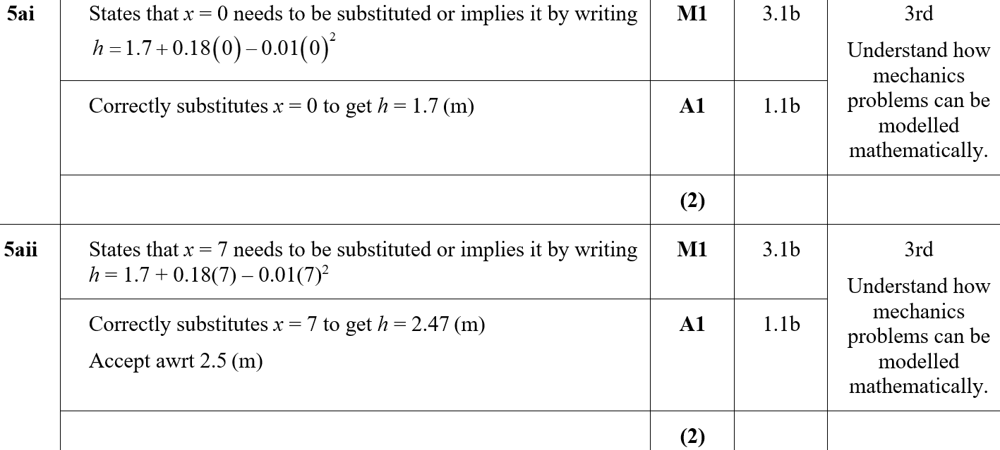 5ai States that x = 0 needs to be substituted or implies it by writing M1 3.1b 3rd
h = 1.7 + 0.18(0) – 0.01(0)²
Understand how
mechanics
problems can be
modelled
mathematically.
Correctly substitutes x = 0 to get h = 1.7 (m) A1 1.1b
(2)
5aii States that x = 7 needs to be substituted or implies it by writing M1 3.1b 3rd
h = 1.7 + 0.18(7) – 0.01(7)²
Understand how
mechanics
problems can be
modelled
mathematically.
Correctly substitutes x = 7 to get h = 2.47 (m) A1 1.1b
Accept awrt 2.5 (m)
(2)